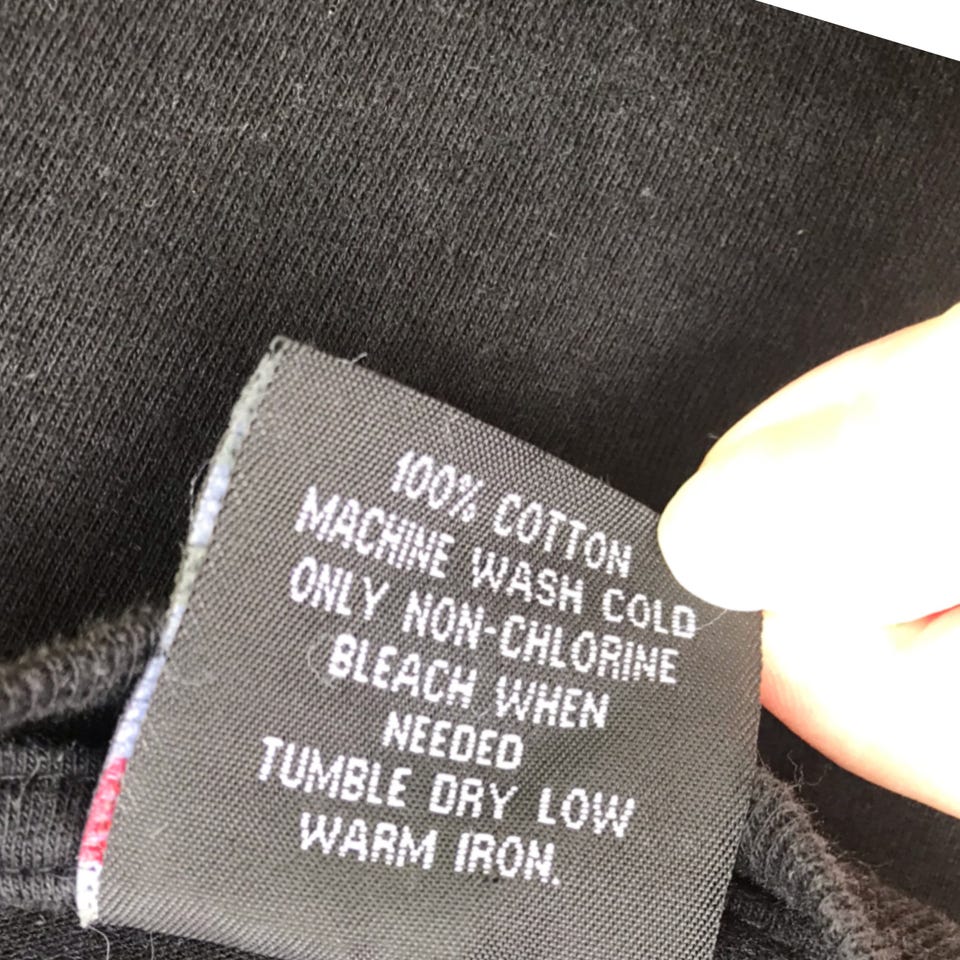 100% COTTON
MACHINE WASH COLD
ONLY NON-CHLORINE
BLEACH WHEN
NEEDED
TUMBLE DRY LOW
WARM IRON.